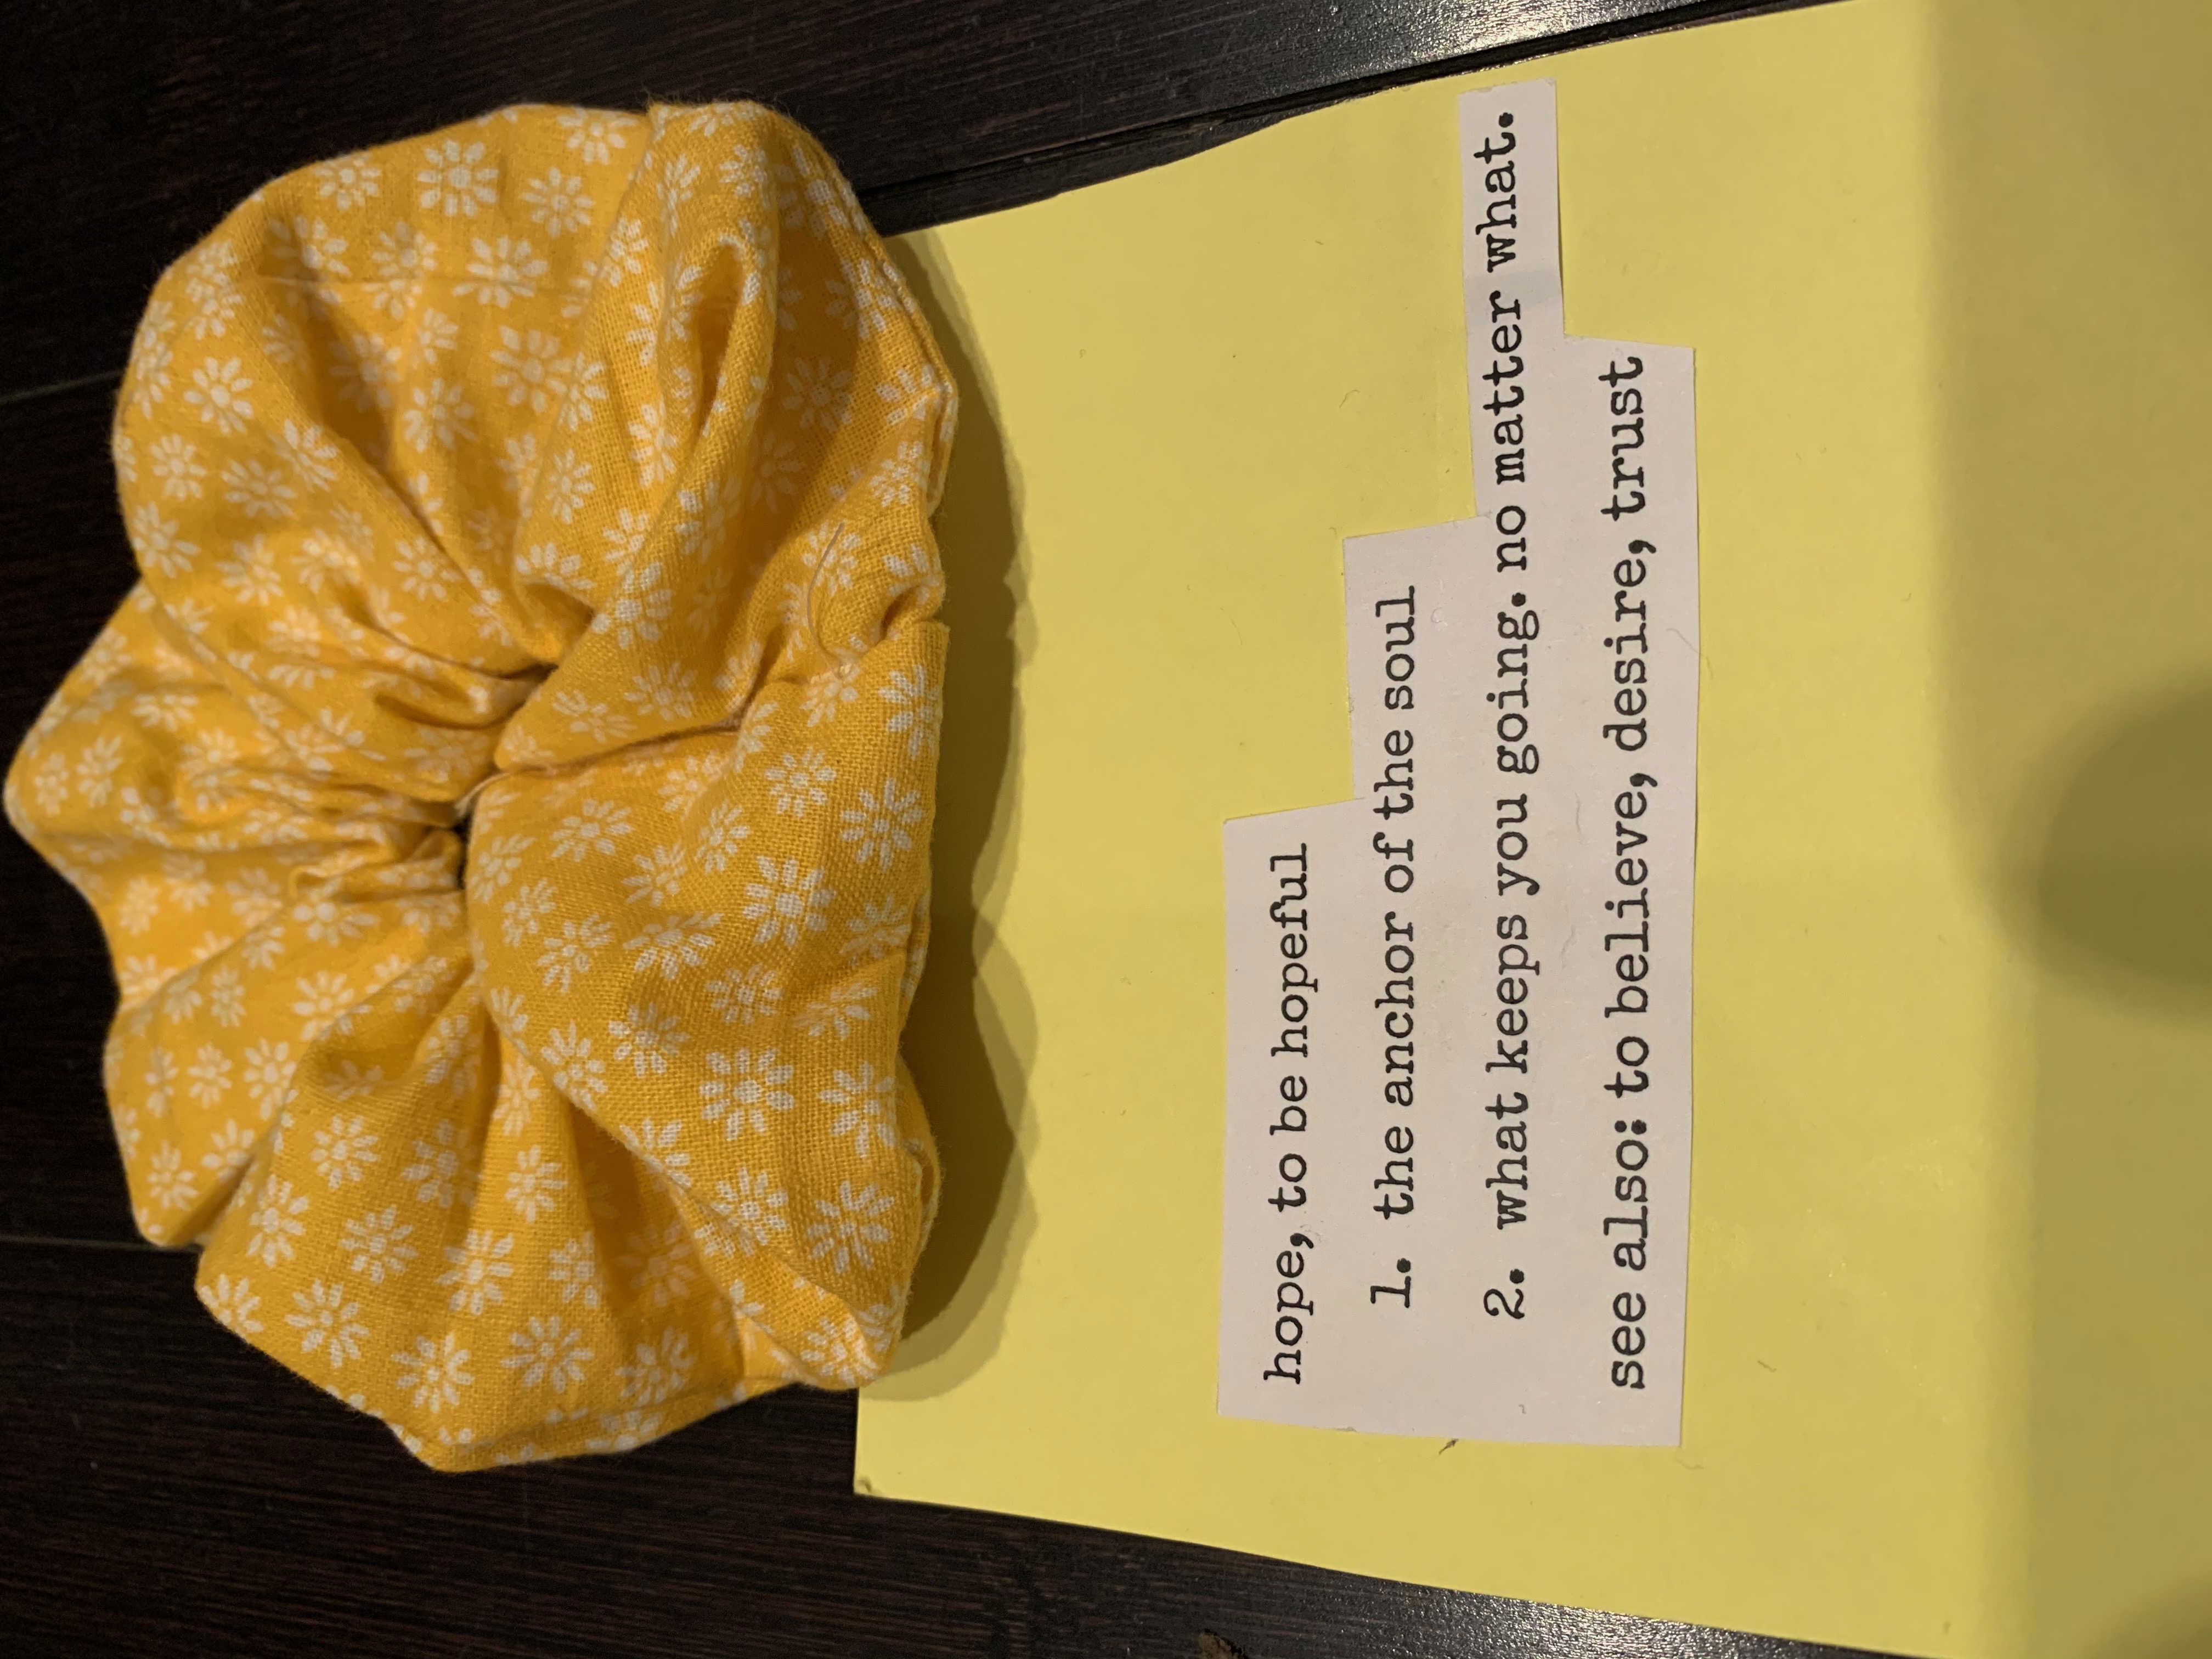 hope, to be hopeful
1. the anchor of the soul
2. what keeps you going. no matter what.
see also: to believe, desire, trust